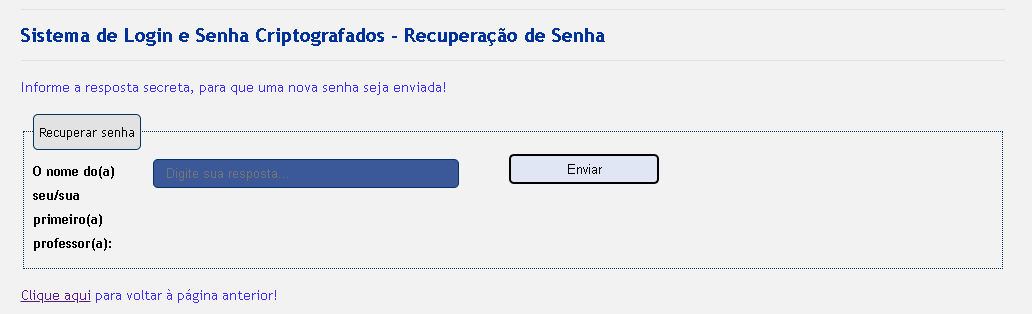 Sistema de Login e Senha Criptografados - Recuperação de Senha
Informe a resposta secreta, para que uma nova senha seja enviada!
Recuperar senha
O nome do(a)
seu/sua
primeiro(a)
professor(a):
Digite sua resposta...
Enviar
Clique aqui para voltar à página anterior!